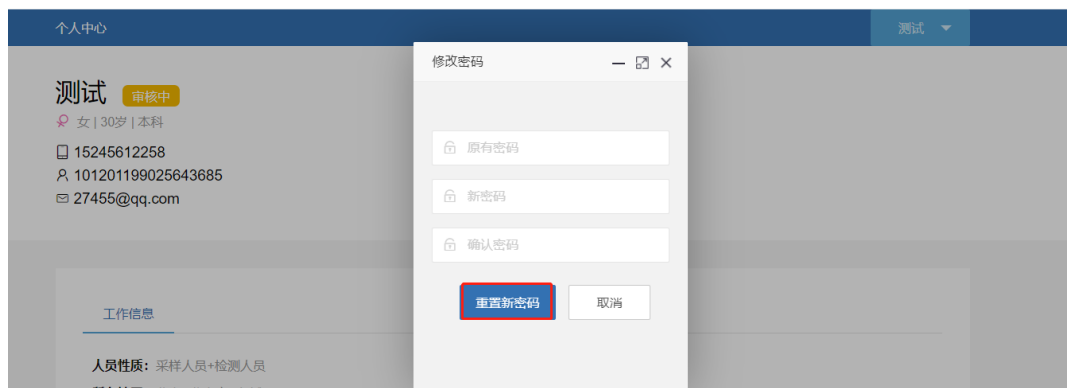 个人中心
测试
修改密码
测试 审核中
女 | 30岁 | 本科
15245612258
101201199025643685
27455@qq.com
原有密码
新密码
确认密码
重置新密码 取消
工作信息
人员性质：采样人员+检测人员